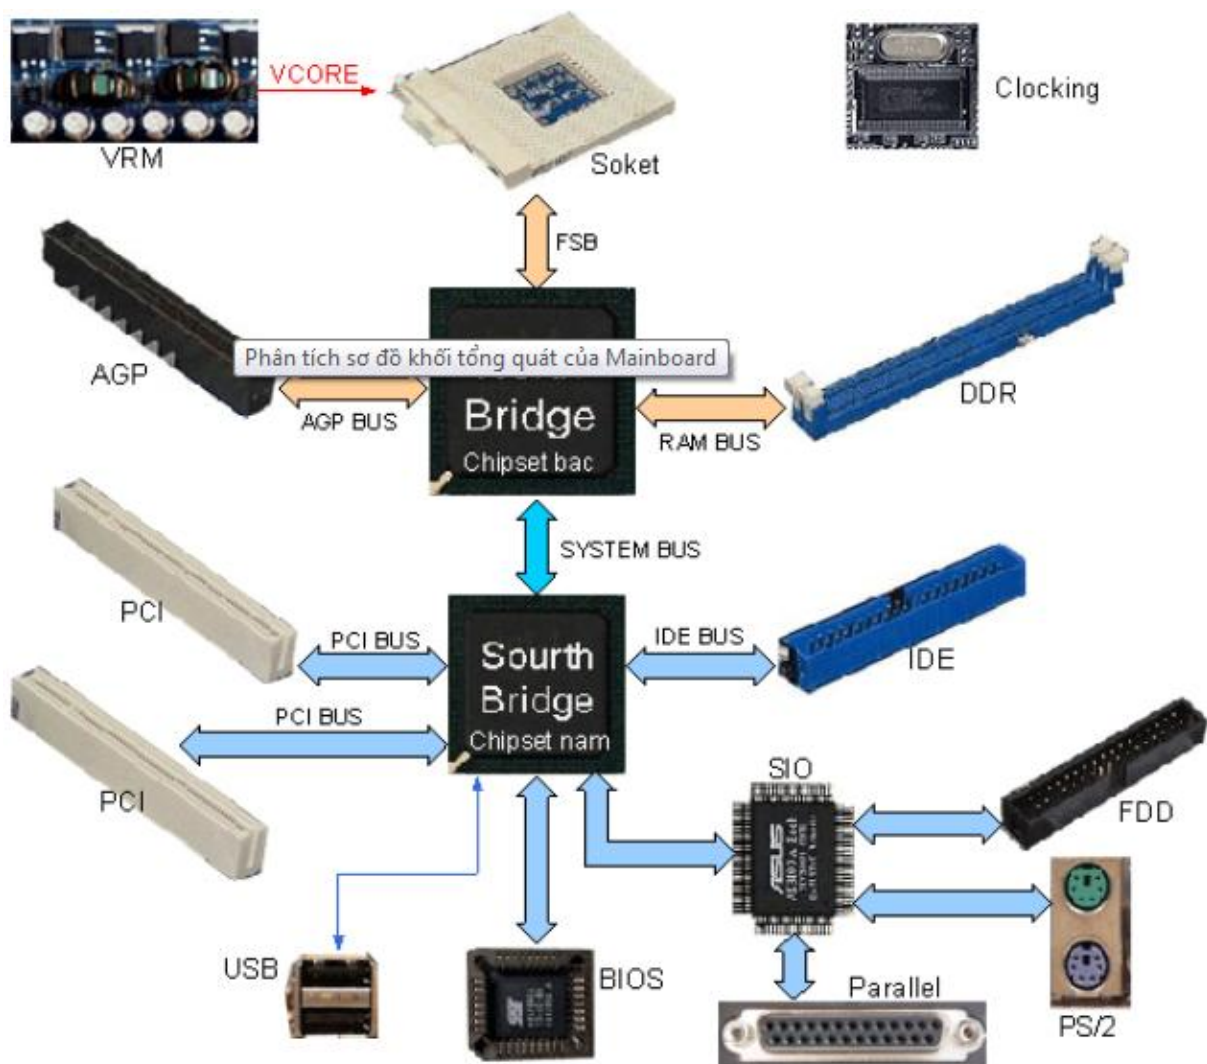 VCORE
VRM
Soket
Clocking
FSB
AGP
Phân tích sơ đồ khối tổng quát của Mainboard
Bridge
Chipset bac
AGP BUS
RAM BUS
DDR
SYSTEM BUS
PCI
PCI BUS
Sourth
Bridge
Chipset nam
IDE BUS
IDE
PCI BUS
PCI
SIO
ASUS
FDD
USB
BIOS
Parallel
PS/2